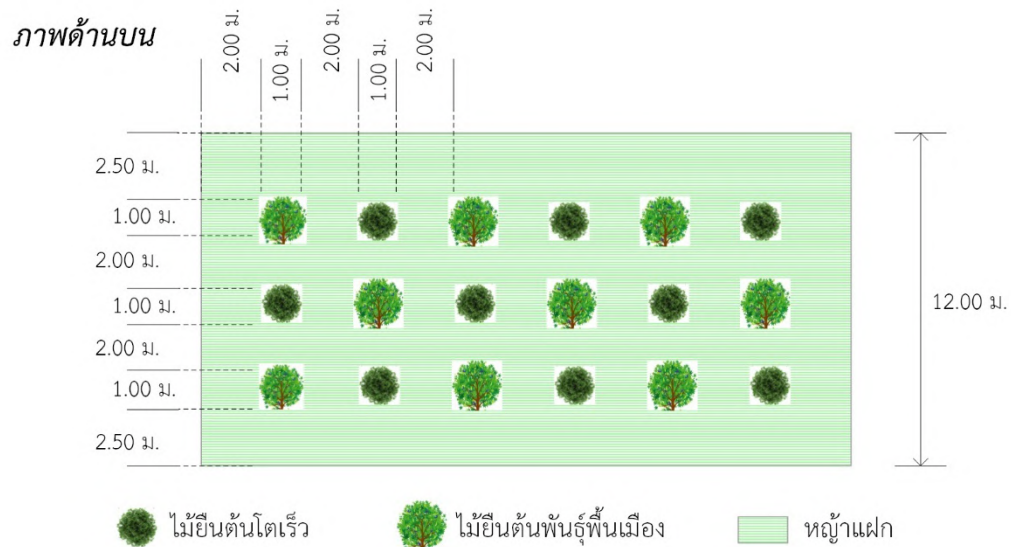 ภาพด้านบน
2.00 ม.
1.00 ม.
2.00 ม.
1.00 ม.
2.00 ม.
2.50 ม.
1.00 ม.
2.00 ม.
1.00 ม.
2.00 ม.
1.00 ม.
2.50 ม.
12.00 ม.
ไม้ยืนต้นโตเร็ว
ไม้ยืนต้นพันธุ์พื้นเมือง
หญ้าแฝก